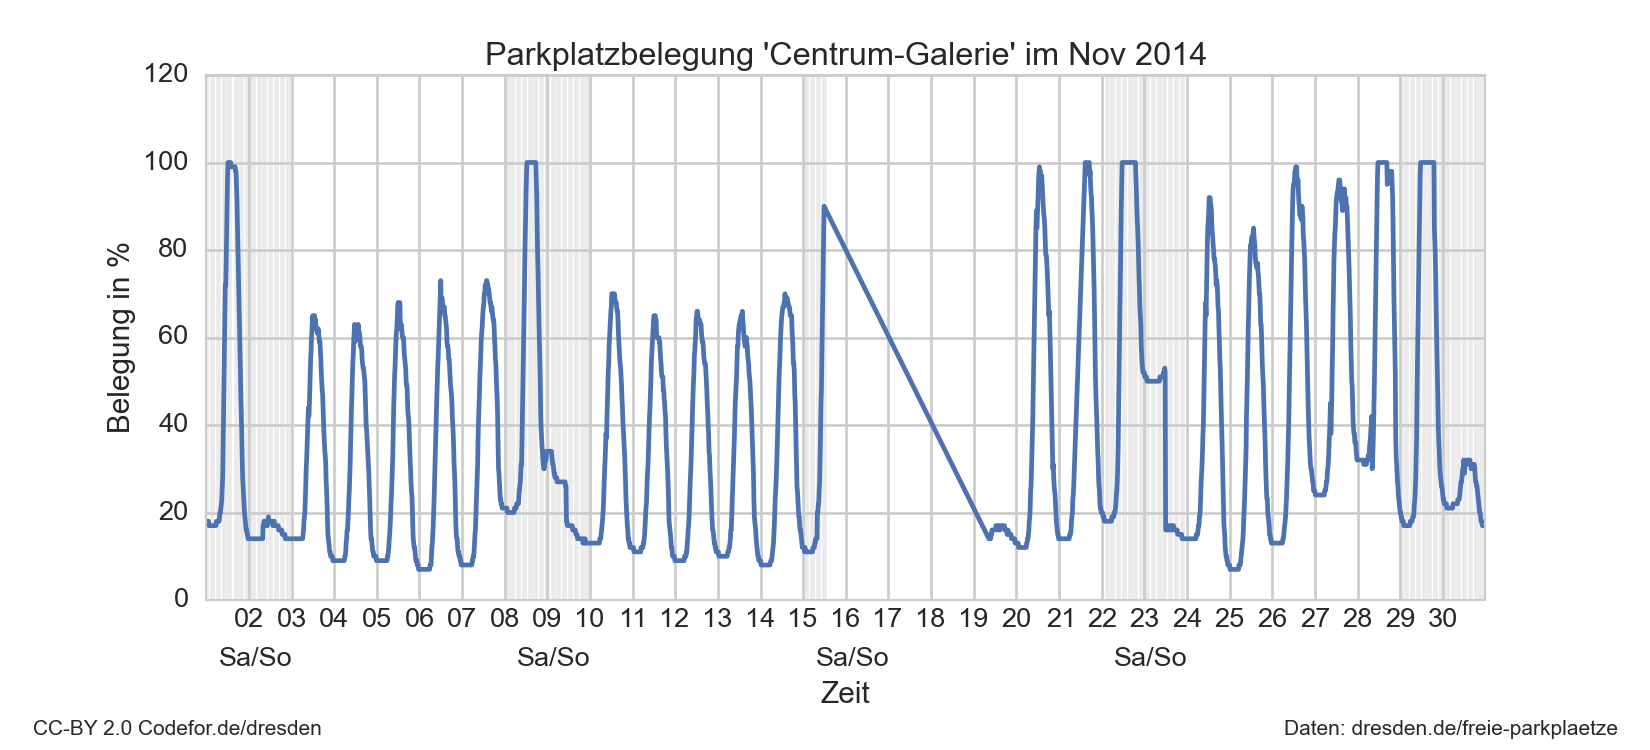 Parkplatzbelegung 'Centrum-Galerie' im Nov 2014
120
100
80
60
40
20
0
Belegung in %
02 03 04 05 06 07 08 09 10 11 12 13 14 15 16 17 18 19 20 21 22 23 24 25 26 27 28 29 30
Sa/So Sa/So Sa/So Sa/So
Zeit
CC-BY 2.0 Codefor.de/dresden
Daten: dresden.de/freie-parkplaetze